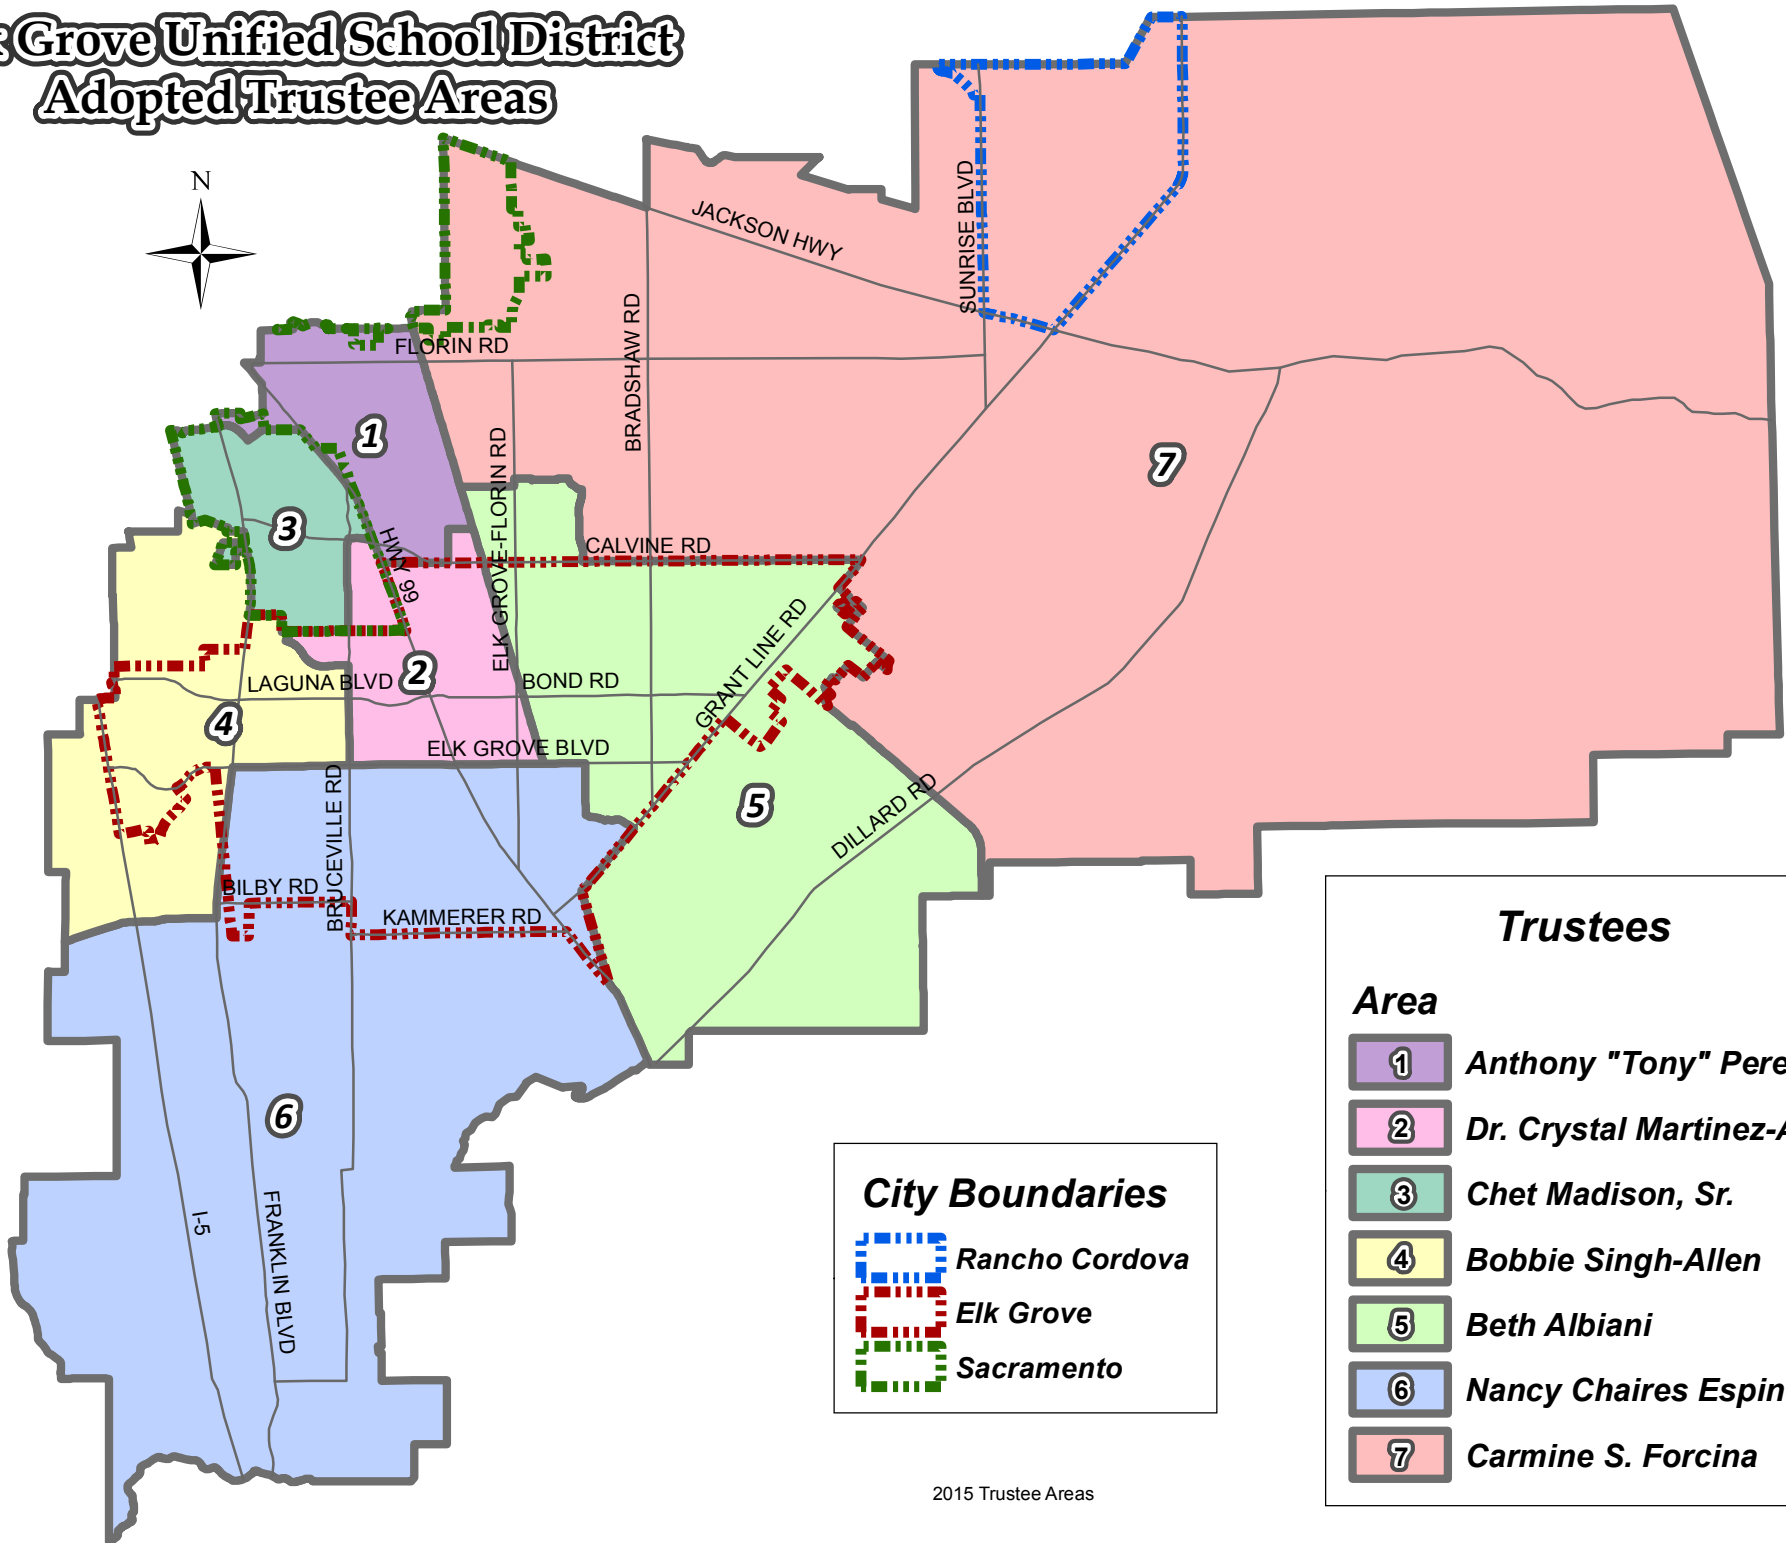 Grove Unified School District
Adopted Trustee Areas
N
JACKSON HWY
SUNRISE BLVD
BRADSHAW RD
FLORIN RD
1
ELK GROVE-FLORIN RD
7
3
HWY 99
CALVINE RD
GRANT LINE RD
2
LAGUNA BLVD
BOND RD
4
ELK GROVE BLVD
BRUCEVILLE RD
5
DILLARD RD
BILBY RD
KAMMERER RD
6
I-5
FRANKLIN BLVD
City Boundaries
Rancho Cordova
Elk Grove
Sacramento
2015 Trustee Areas
Trustees
Area
1 Anthony "Tony" Pere
2 Dr. Crystal Martinez-A
3 Chet Madison, Sr.
4 Bobbie Singh-Allen
5 Beth Albiani
6 Nancy Chaires Espin
7 Carmine S. Forcina